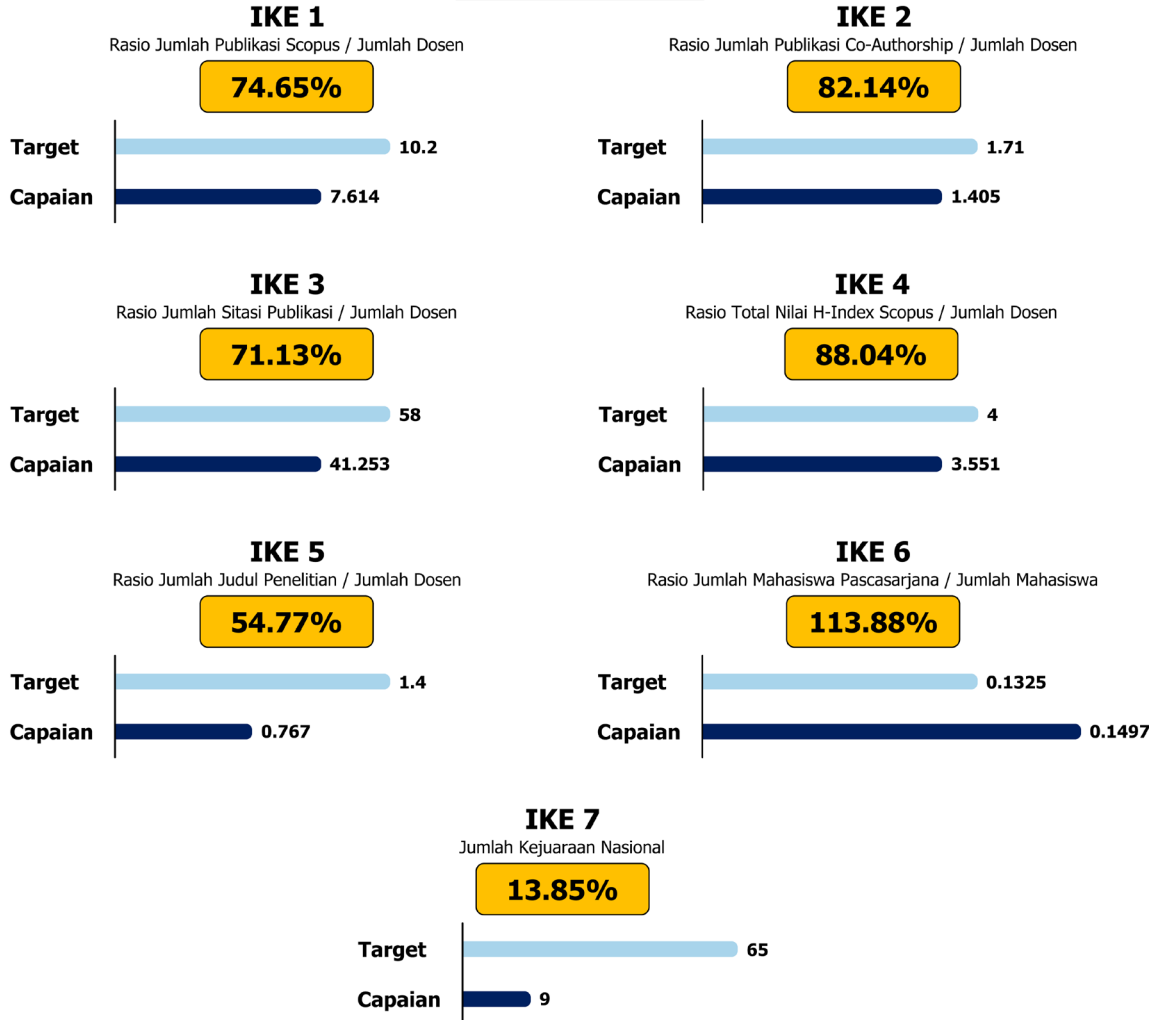 IKE 1
Rasio Jumlah Publikasi Scopus / Jumlah Dosen
74.65%
Target 10.2
Capaian 7.614
IKE 2
Rasio Jumlah Publikasi Co-Authorship / Jumlah Dosen
82.14%
Target 1.71
Capaian 1.405
IKE 3
Rasio Jumlah Sitasi Publikasi / Jumlah Dosen
71.13%
Target 58
Capaian 41.253
IKE 4
Rasio Total Nilai H-Index Scopus / Jumlah Dosen
88.04%
Target 4
Capaian 3.551
IKE 5
Rasio Jumlah Judul Penelitian / Jumlah Dosen
54.77%
Target 1.4
Capaian 0.767
IKE 6
Rasio Jumlah Mahasiswa Pascasarjana / Jumlah Mahasiswa
113.88%
Target 0.1325
Capaian 0.1497
IKE 7
Jumlah Kejuaraan Nasional
13.85%
Target 65
Capaian 9